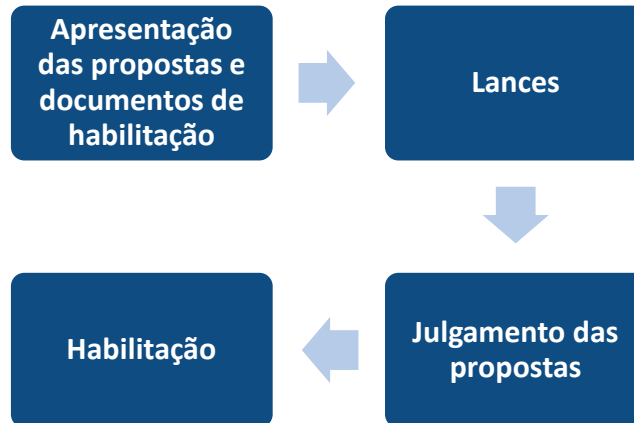 Apresentação
das propostas e
documentos de
habilitação
Lances
Julgamento das
propostas
Habilitação